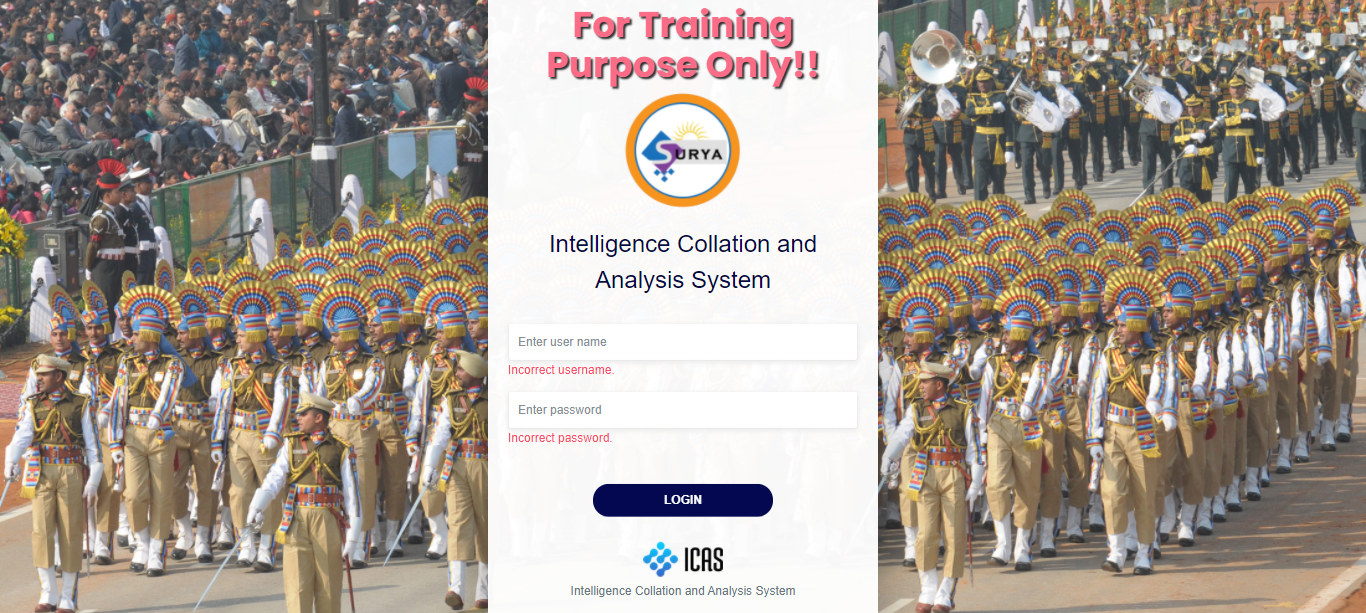 For Training
Purpose Only!!
SURYA
Intelligence Collation and
Analysis System
Enter user name
Incorrect username.
Enter password
Incorrect password.
LOGIN
ICAS
Intelligence Collation and Analysis System